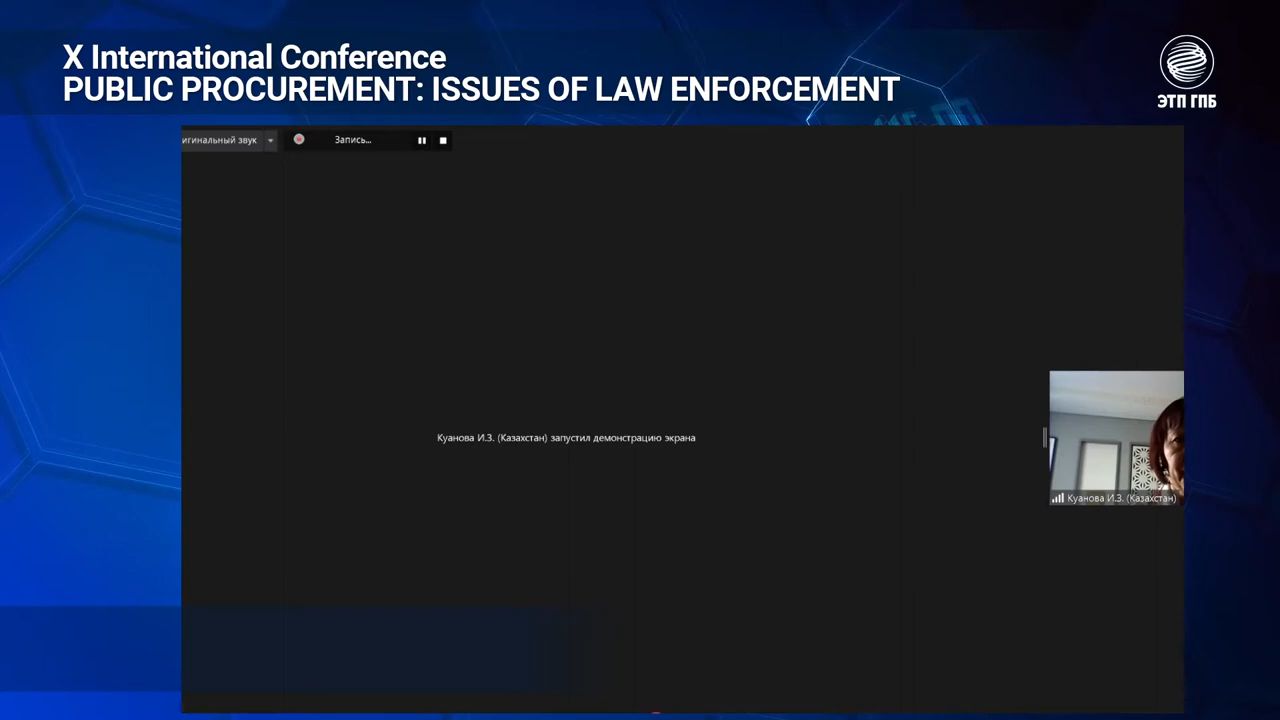 X International Conference
PUBLIC PROCUREMENT: ISSUES OF LAW ENFORCEMENT
ЭТП ГПБ
игинальный звук
Запись...
Куанова И.З. (Казахстан) запустил демонстрацию экрана
Куанова И.З. (Казахстан)